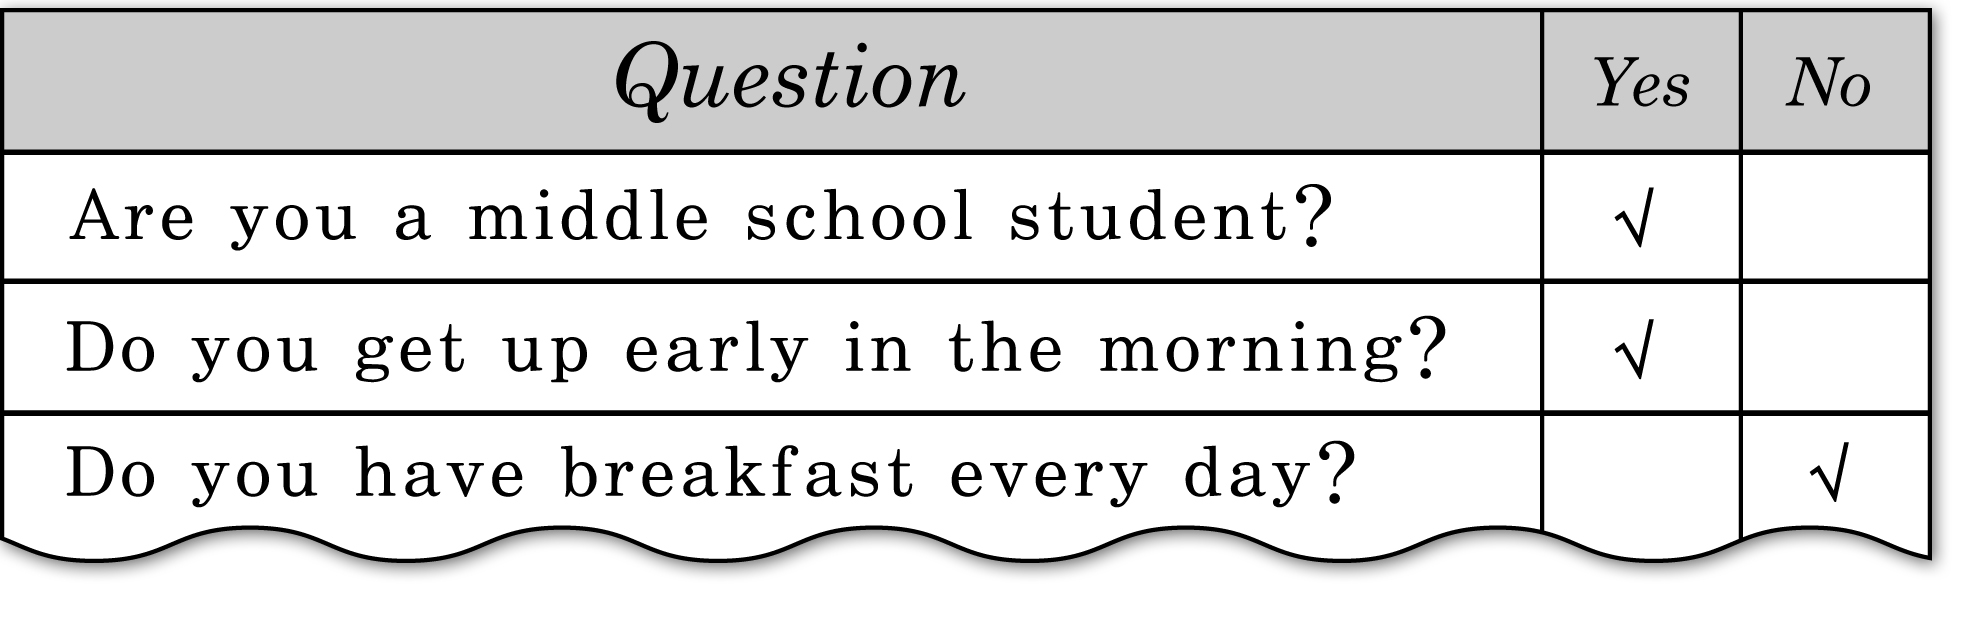 Question Yes No
Are you a middle school student? √
Do you get up early in the morning? √
Do you have breakfast every day? √